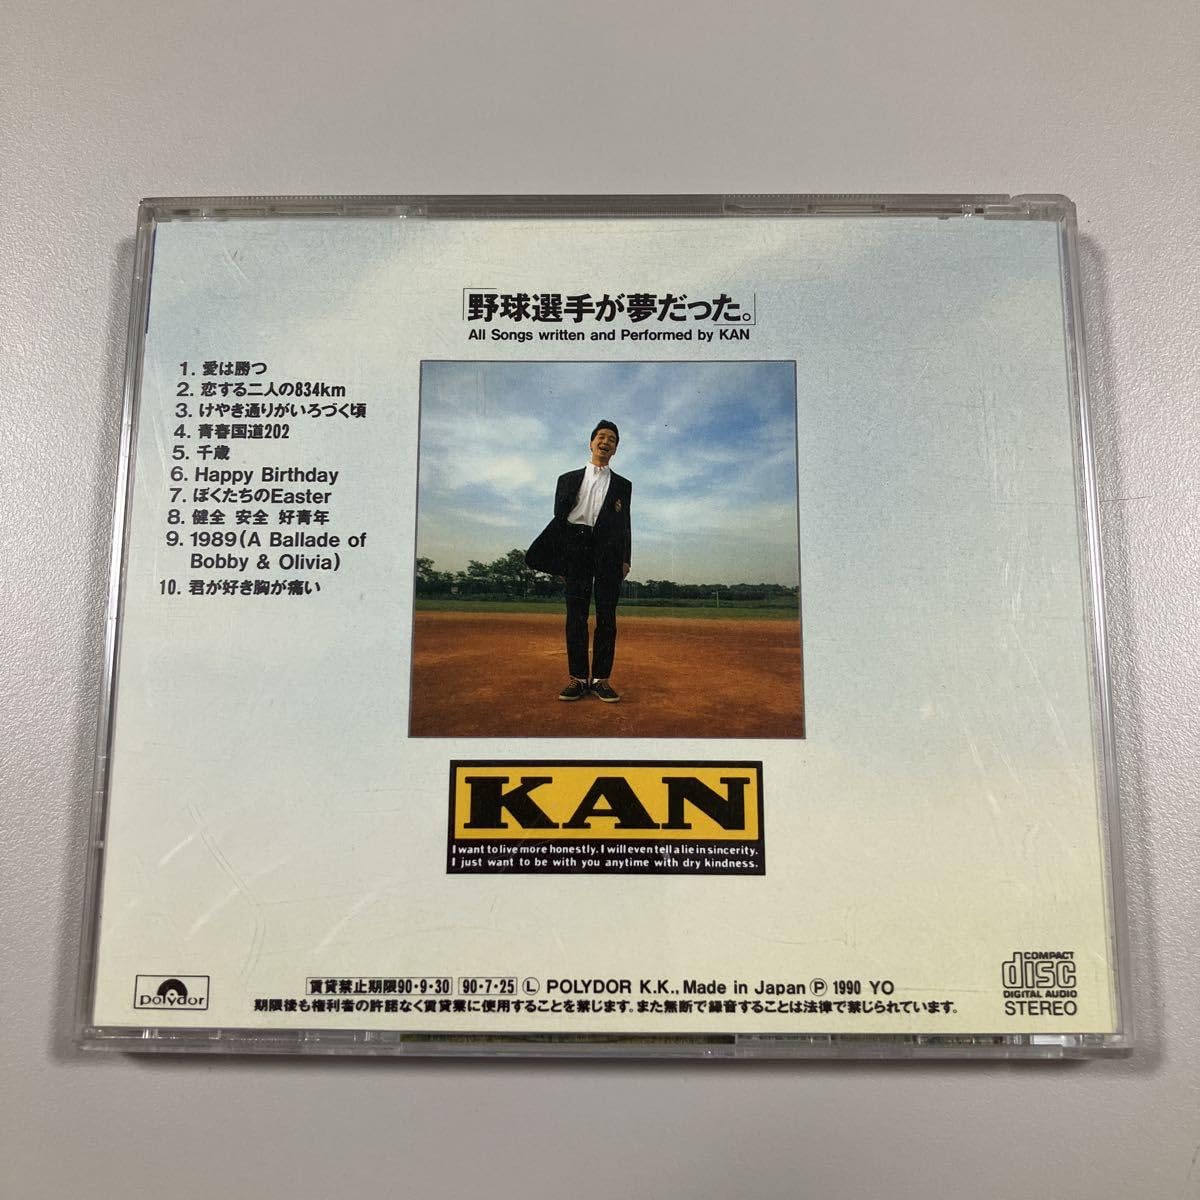 「野球選手が夢だった。」
All Songs written and Performed by KAN
1. 愛は勝つ
2. 恋する二人の834km
3. けやき通りがいろづく頃
4. 青春国道202
5. 千歳
6. Happy Birthday
7. ぼくたちのEaster
8. 健全 安全 好青年
9. 1989(A Ballade of
Bobby & Olivia)
10. 君が好き胸が痛い
KAN
I want to live more honestly. I will even tell a lie in sincerity.
I just want to be with you anytime with dry kindness.
polydor
賃貸禁止期限90・9・30 90・7・25 Ⓛ POLYDOR K.K., Made in Japan Ⓟ 1990 YO
期限後も権利者の許諾なく賃貸業に使用することを禁じます。また無断で録音することは法律で禁じられています。
COMPACT
disc
DIGITAL AUDIO
STEREO